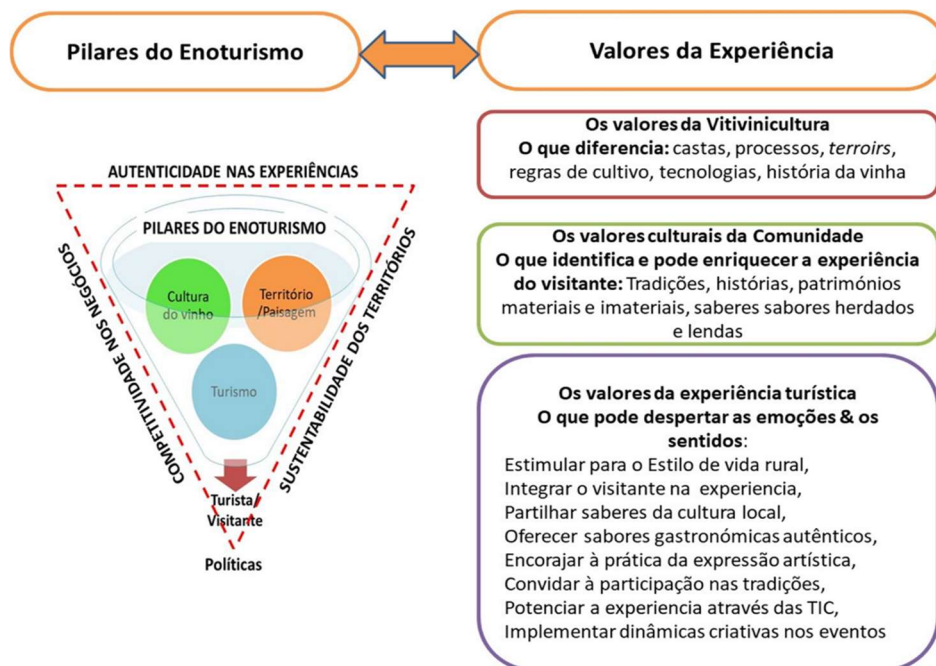 Pilares do Enoturismo
Valores da Experiência
AUTENTICIDADE NAS EXPERIÊNCIAS
PILARES DO ENOTURISMO
Cultura
do vinho
Território
/Paisagem
Turismo
COMPETITIVIDADE NOS NEGÓCIOS
SUSTENTABILIDADE DOS TERRITÓRIOS
Turista/
Visitante
Políticas
Os valores da Vitivinicultura
O que diferencia: castas, processos, terroirs,
regras de cultivo, tecnologias, história da vinha
Os valores culturais da Comunidade
O que identifica e pode enriquecer a experiência
do visitante: Tradições, histórias, patrimónios
materiais e imateriais, saberes sabores herdados
e lendas
Os valores da experiência turística
O que pode despertar as emoções & os
sentidos:
Estimular para o Estilo de vida rural,
Integrar o visitante na experiencia,
Partilhar saberes da cultura local,
Oferecer sabores gastronómicas autênticos,
Encorajar à prática da expressão artística,
Convidar à participação nas tradições,
Potenciar a experiencia através das TIC,
Implementar dinâmicas criativas nos eventos